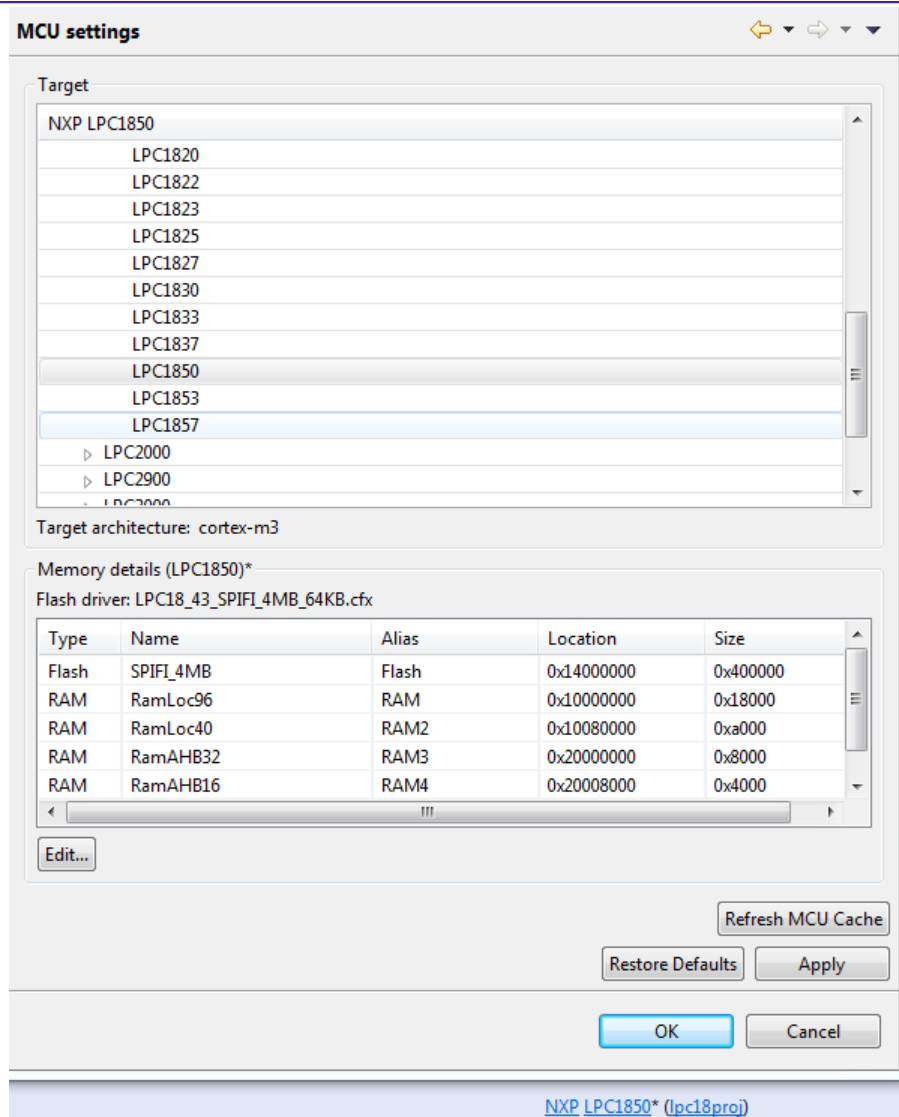 MCU settings
Target
NXP LPC1850
LPC1820
LPC1822
LPC1823
LPC1825
LPC1827
LPC1830
LPC1833
LPC1837
LPC1850
LPC1853
LPC1857
LPC2000
LPC2900
Target architecture: cortex-m3
Memory details (LPC1850)*
Flash driver: LPC18_43_SPIFI_4MB_64KB.cfx
Type Name Alias Location Size
Flash SPIFI_4MB Flash 0x14000000 0x400000
RAM RamLoc96 RAM 0x10000000 0x18000
RAM RamLoc40 RAM2 0x10080000 0xa000
RAM RamAHB32 RAM3 0x20000000 0x8000
RAM RamAHB16 RAM4 0x20008000 0x4000
Edit...
Refresh MCU Cache
Restore Defaults Apply
OK Cancel
NXP LPC1850* (lpc18proj)